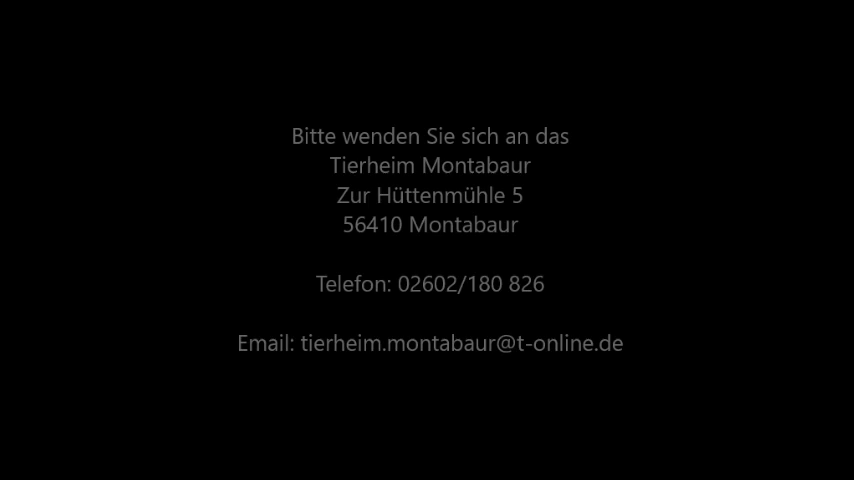 Bitte wenden Sie sich an das
Tierheim Montabaur
Zur Hüttenmühle 5
56410 Montabaur
Telefon: 02602/180 826
Email: tierheim.montabaur@t-online.de